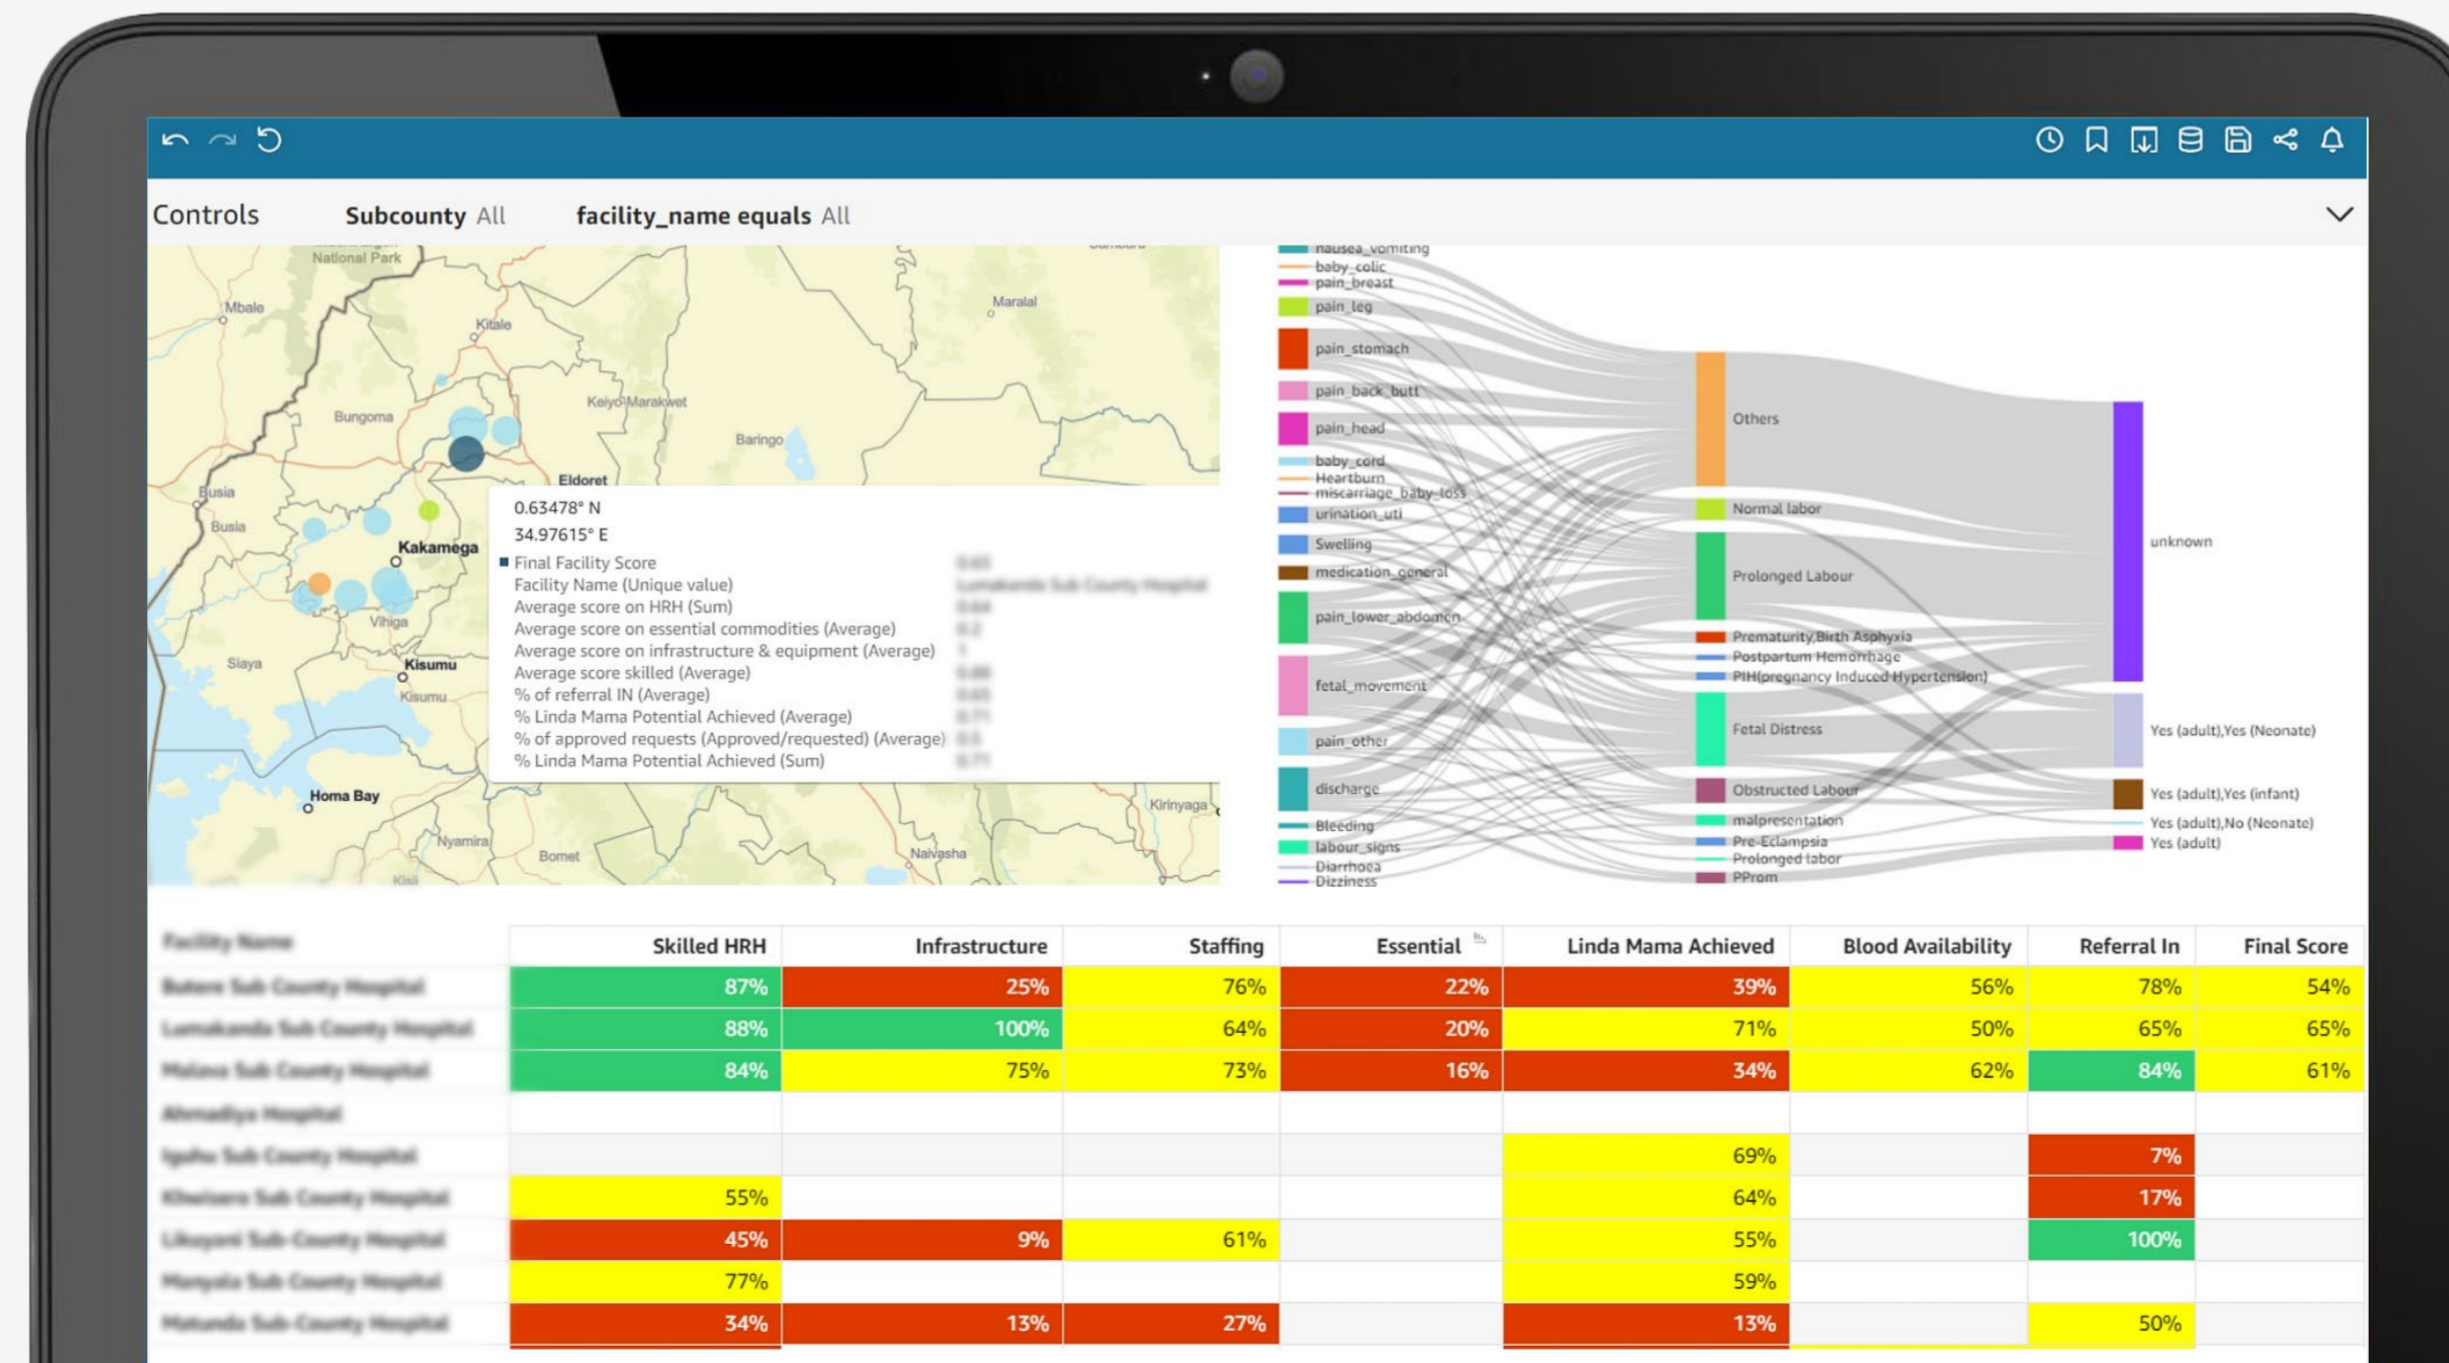 Controls Subcounty All facility_name equals All
National Park
Mbale
Kitale
Maralal
Bungoma
Keiyo-Marakwet
Baringo
Eldoret
Busia
Busia
Kakamega
Vihiga
Siaya
Kisumu
Kisumu
Homa Bay
Nyamira
Bomet
Naivasha
Kirinyaga
Kisii
0.63478° N
34.97615° E
Final Facility Score
Facility Name (Unique value)
Average score on HRH (Sum)
Average score on essential commodities (Average)
Average score on infrastructure & equipment (Average)
Average score skilled (Average)
% of referral IN (Average)
% Linda Mama Potential Achieved (Average)
% of approved requests (Approved/requested) (Average)
% Linda Mama Potential Achieved (Sum)
nausea_vomiting
baby_colic
pain_breast
pain_leg
pain_stomach
pain_back_butt
pain_head
baby_cord
Heartburn
miscarriage_baby_loss
urination_uti
Swelling
medication_general
pain_lower_abdomen
fetal_movement
pain_other
discharge
Bleeding
labour_signs
Diarrhoea
Dizziness
Others
Normal labor
Prolonged Labour
Prematurity,Birth Asphyxia
Postpartum Hemorrhage
PIH(pregnancy Induced Hypertension)
Fetal Distress
Obstructed Labour
malpresentation
Pre-Eclampsia
Prolonged labor
PProm
unknown
Yes (adult),Yes (Neonate)
Yes (adult),Yes (infant)
Yes (adult),No (Neonate)
Yes (adult)
Skilled HRH Infrastructure Staffing Essential Linda Mama Achieved Blood Availability Referral In Final Score
87% 25% 76% 22% 39% 56% 78% 54%
88% 100% 64% 20% 71% 50% 65% 65%
84% 75% 73% 16% 34% 62% 84% 61%
69% 7%
55% 64% 17%
45% 9% 61% 55% 100%
77% 59%
34% 13% 27% 13% 50%